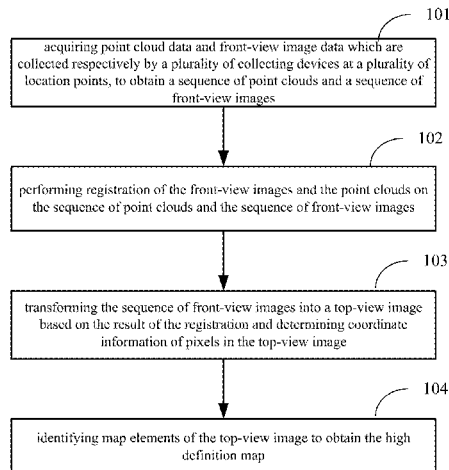 101
acquiring point cloud data and front-view image data which are
collected respectively by a plurality of collecting devices at a plurality of
location points, to obtain a sequence of point clouds and a sequence of
front-view images
102
performing registration of the front-view images and the point clouds on
the sequence of point clouds and the sequence of front-view images
103
transforming the sequence of front-view images into a top-view image
based on the result of the registration and determining coordinate
information of pixels in the top-view image
104
identifying map elements of the top-view image to obtain the high
definition map